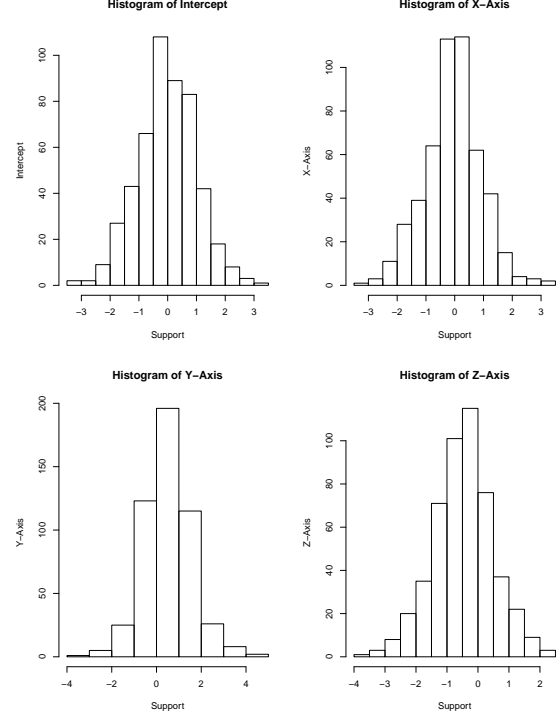 Histogram of Intercept
Intercept
0 20 40 60 80 100
−3 −2 −1 0 1 2 3
Support
Histogram of X−Axis
X−Axis
0 20 40 60 80 100
−3 −2 −1 0 1 2 3
Support
Histogram of Y−Axis
Y−Axis
0 50 100 150 200
−4 −2 0 2 4
Support
Histogram of Z−Axis
Z−Axis
0 20 40 60 80 100
−4 −3 −2 −1 0 1 2
Support